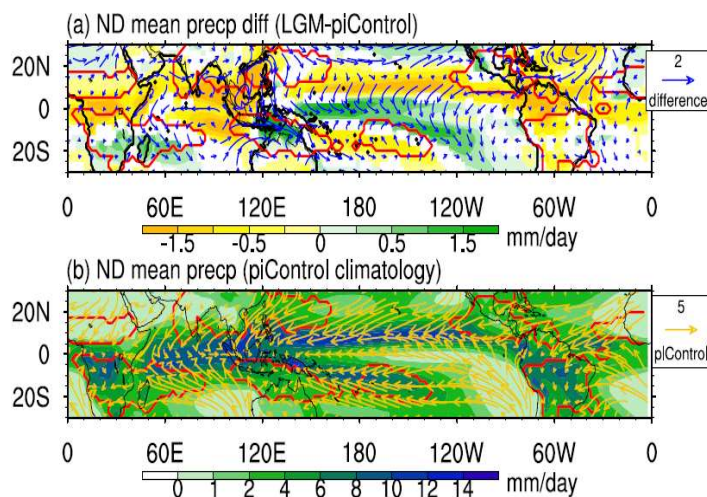 (a) ND mean precp diff (LGM-piControl)
20N
0
20S
2
difference
0 60E 120E 180 120W 60W 0
-1.5 -0.5 0 0.5 1.5 mm/day
(b) ND mean precp (piControl climatology)
20N
0
20S
5
piControl
0 60E 120E 180 120W 60W 0
0 1 2 4 6 8 10 12 14 mm/day